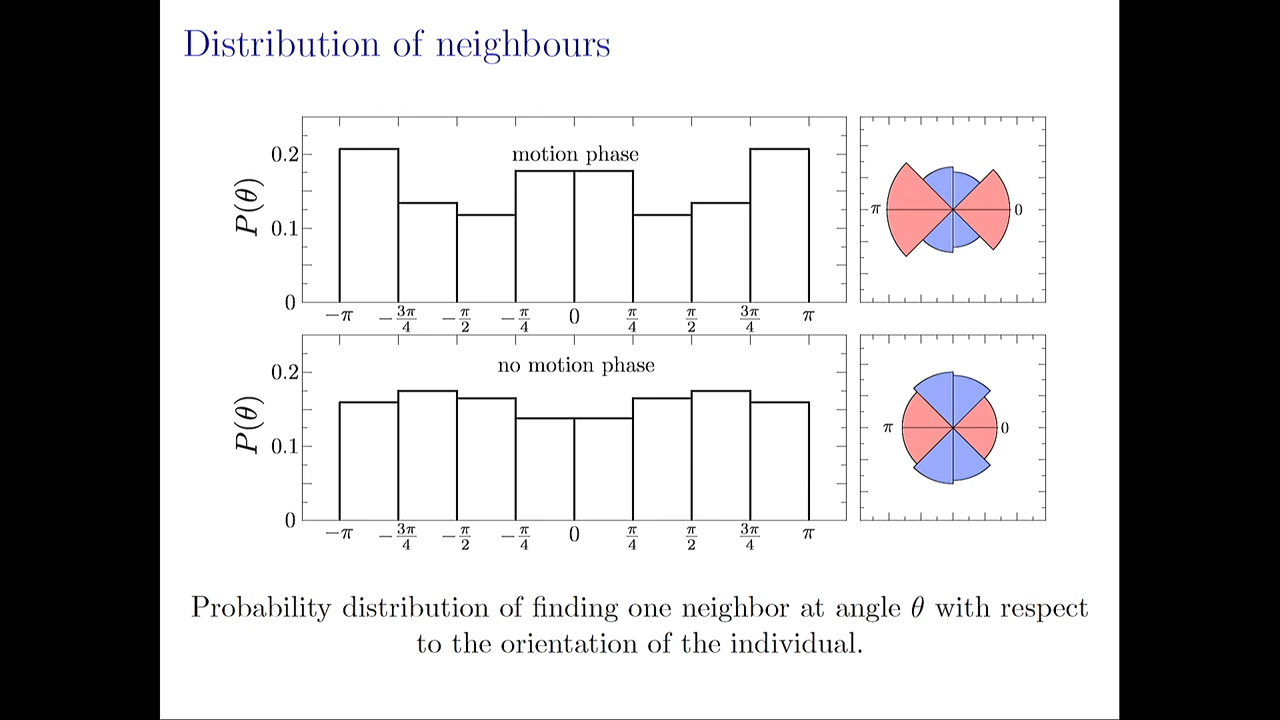 Distribution of neighbours
motion phase
P(θ)
0.2
0.1
0
−π −3π/4 −π/2 −π/4 0 π/4 π/2 3π/4 π
π 0
no motion phase
P(θ)
0.2
0.1
0
−π −3π/4 −π/2 −π/4 0 π/4 π/2 3π/4 π
π 0
Probability distribution of finding one neighbor at angle θ with respect
to the orientation of the individual.